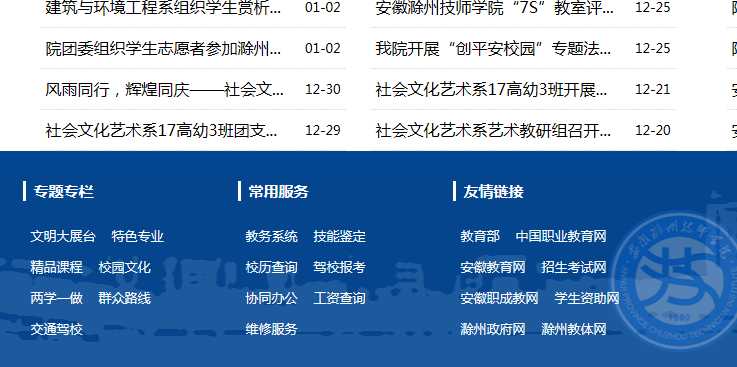 建筑与环境工程系组织学生赏析... 01-02 安徽滁州技师学院“7S”教室评... 12-25
院团委组织学生志愿者参加滁州... 01-02 我院开展“创平安校园”专题法... 12-25
风雨同行，辉煌同庆——社会文... 12-30 社会文化艺术系17高幼3班开展... 12-21
社会文化艺术系17高幼3班团支... 12-29 社会文化艺术系艺术教研组召开... 12-20
专题专栏 常用服务 友情链接
文明大展台 特色专业 教务系统 技能鉴定 教育部 中国职业教育网
精品课程 校园文化 校历查询 驾校报考 安徽教育网 招生考试网
两学一做 群众路线 协同办公 工资查询 安徽职成教网 学生资助网
交通驾校 维修服务 滁州政府网 滁州教体网
1980